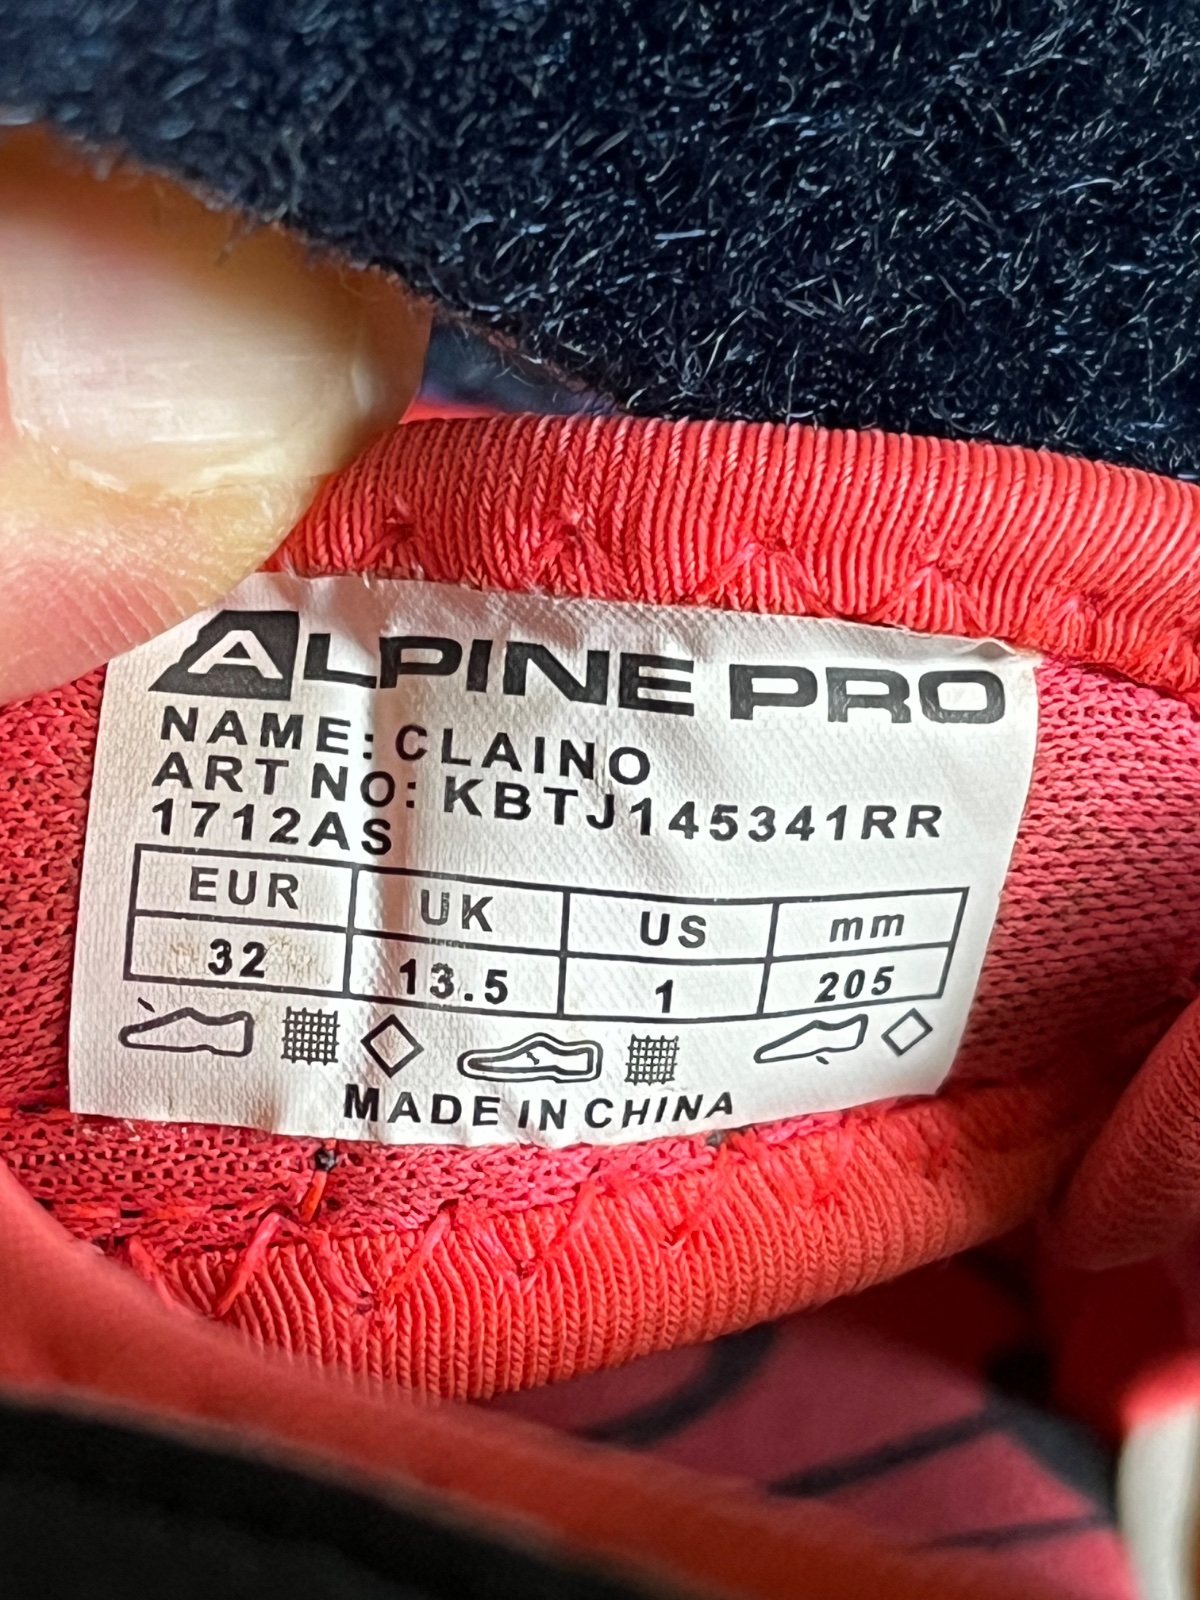 ALPINE PRO
NAME: CLAINO
ART NO: KBTJ145341RR
1712AS
EUR UK US mm
32 13.5 1 205
MADE IN CHINA